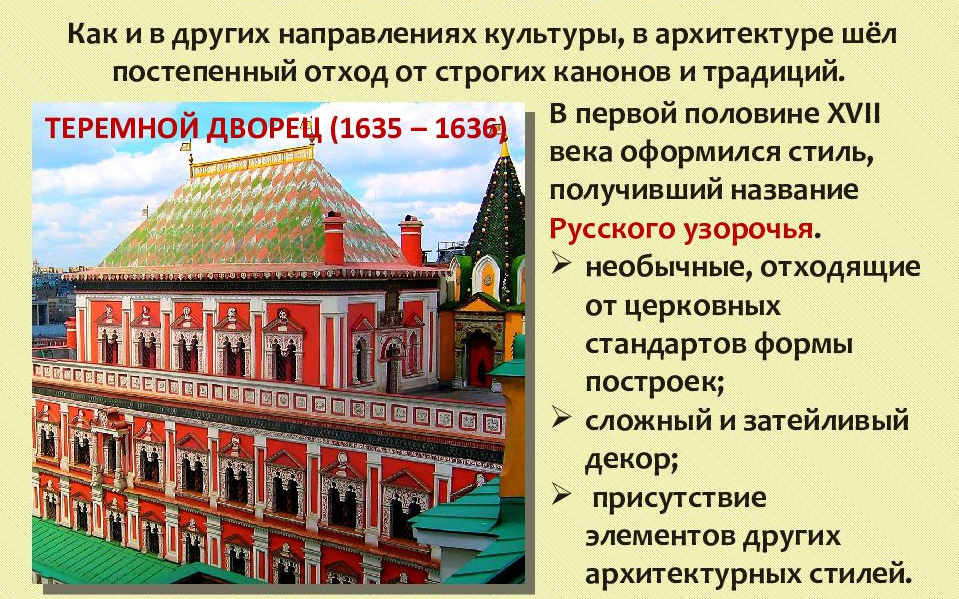 Как и в других направлениях культуры, в архитектуре шёл
постепенный отход от строгих канонов и традиций.
ТЕРЕМНОЙ ДВОРЕЦ (1635 – 1636)
В первой половине XVII
века оформился стиль,
получивший название
Русского узорочья.
➢ необычные, отходящие
от церковных
стандартов формы
построек;
➢ сложный и затейливый
декор;
➢ присутствие
элементов других
архитектурных стилей.